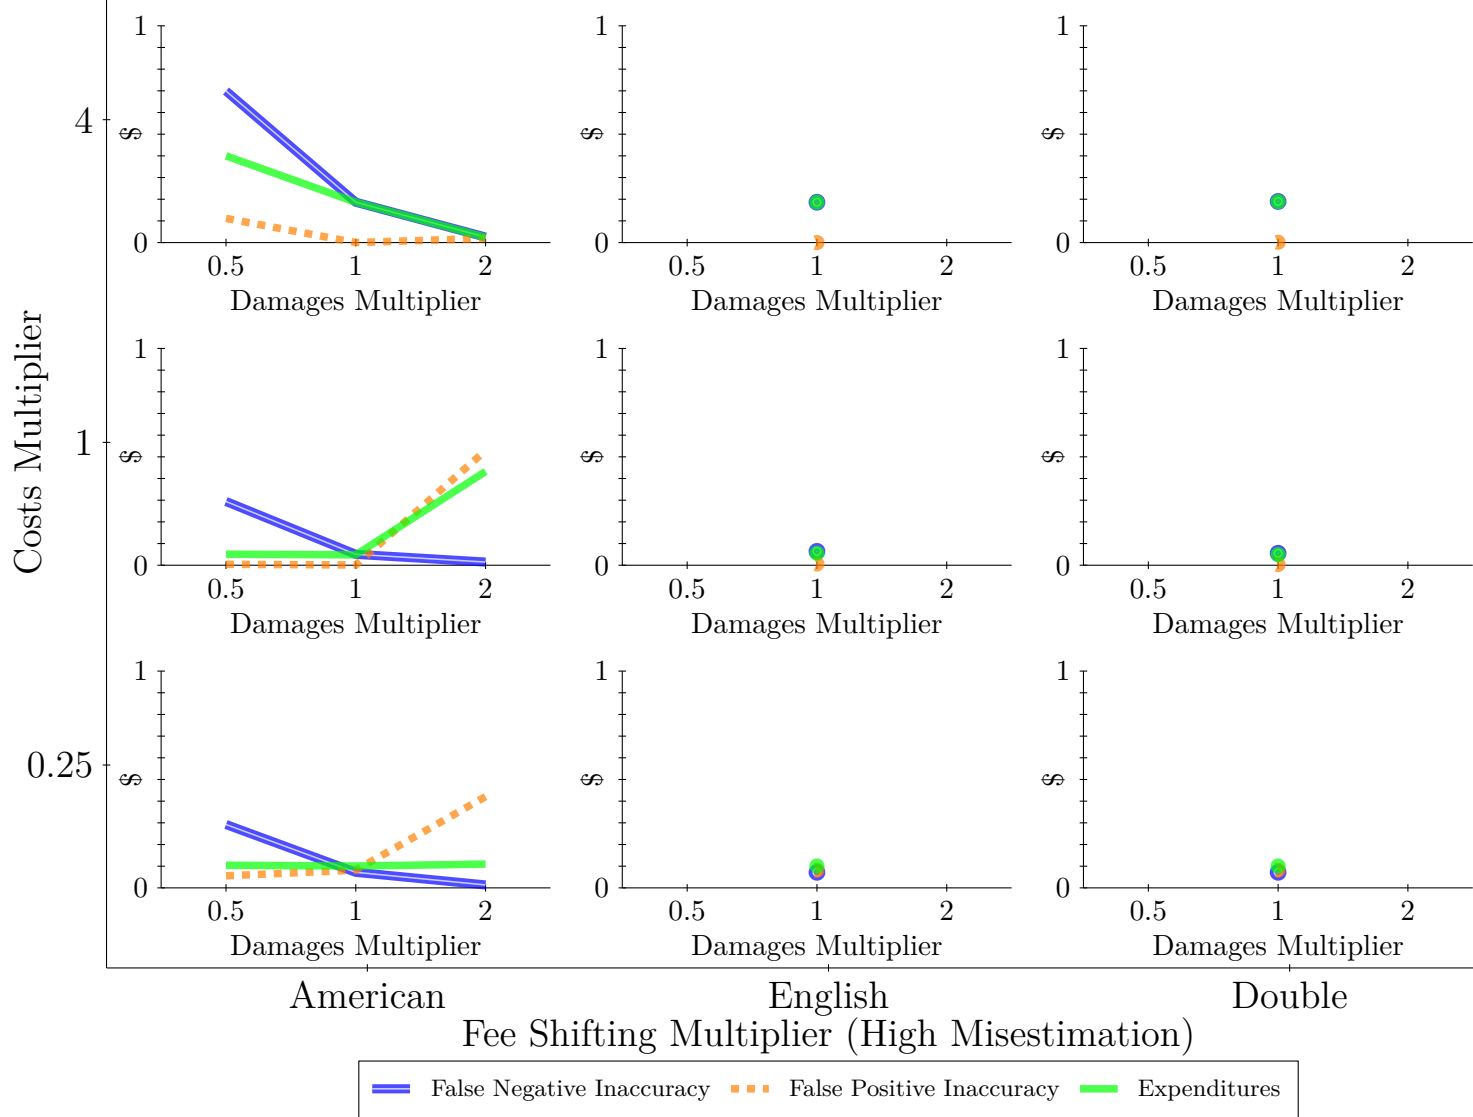 1
$
0
0.5 1 2
Damages Multiplier
1
$
0
0.5 1 2
Damages Multiplier
1
$
0
0.5 1 2
Damages Multiplier
4
1
$
0
0.5 1 2
Damages Multiplier
1
$
0
0.5 1 2
Damages Multiplier
1
$
0
0.5 1 2
Damages Multiplier
1
Costs Multiplier
1
$
0
0.5 1 2
Damages Multiplier
1
$
0
0.5 1 2
Damages Multiplier
1
$
0
0.5 1 2
Damages Multiplier
0.25
American English Double
Fee Shifting Multiplier (High Misestimation)
False Negative Inaccuracy False Positive Inaccuracy Expenditures